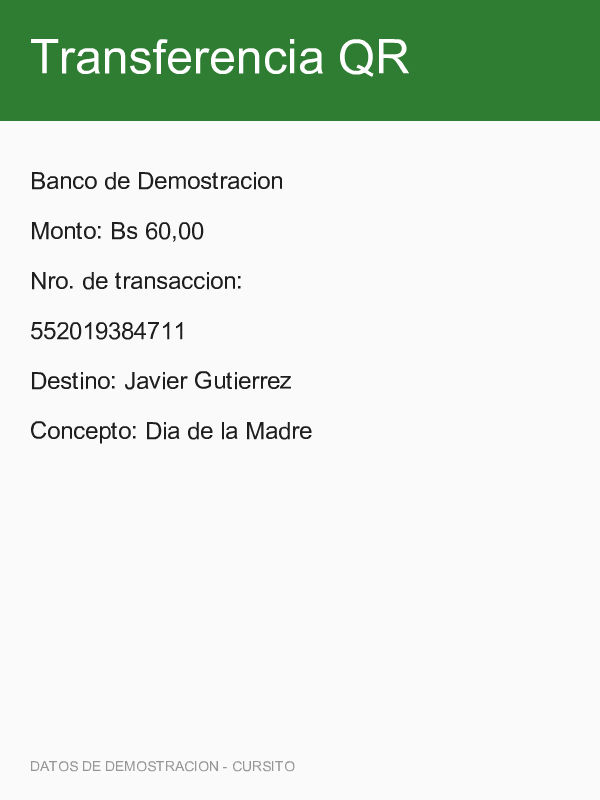 Transferencia QR
Banco de Demostracion
Monto: Bs 60,00
Nro. de transaccion:
552019384711
Destino: Javier Gutierrez
Concepto: Dia de la Madre
DATOS DE DEMOSTRACION - CURSITO